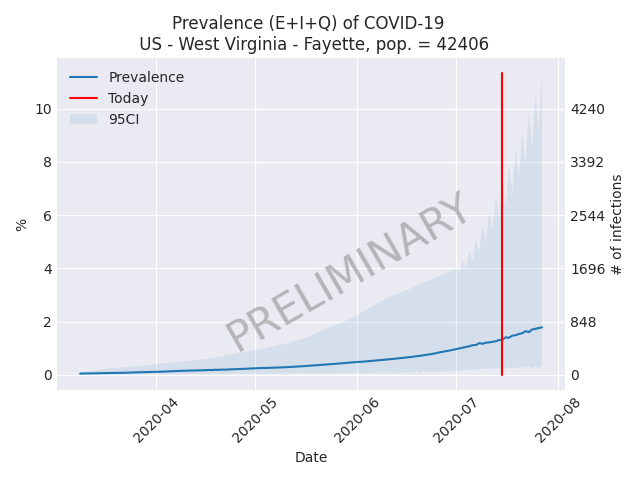 Prevalence (E+I+Q) of COVID-19
US - West Virginia - Fayette, pop. = 42406
Prevalence
Today
95CI
10
8
6
4
2
0
%
4240
3392
2544
1696
848
0
# of infections
PRELIMINARY
2020-04
2020-05
2020-06
2020-07
2020-08
Date